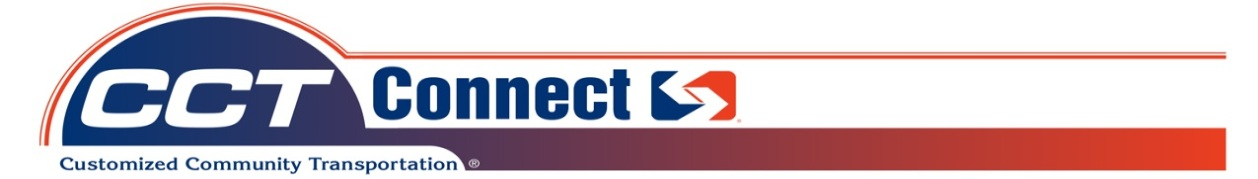 CCT Connect
Customized Community Transportation ®